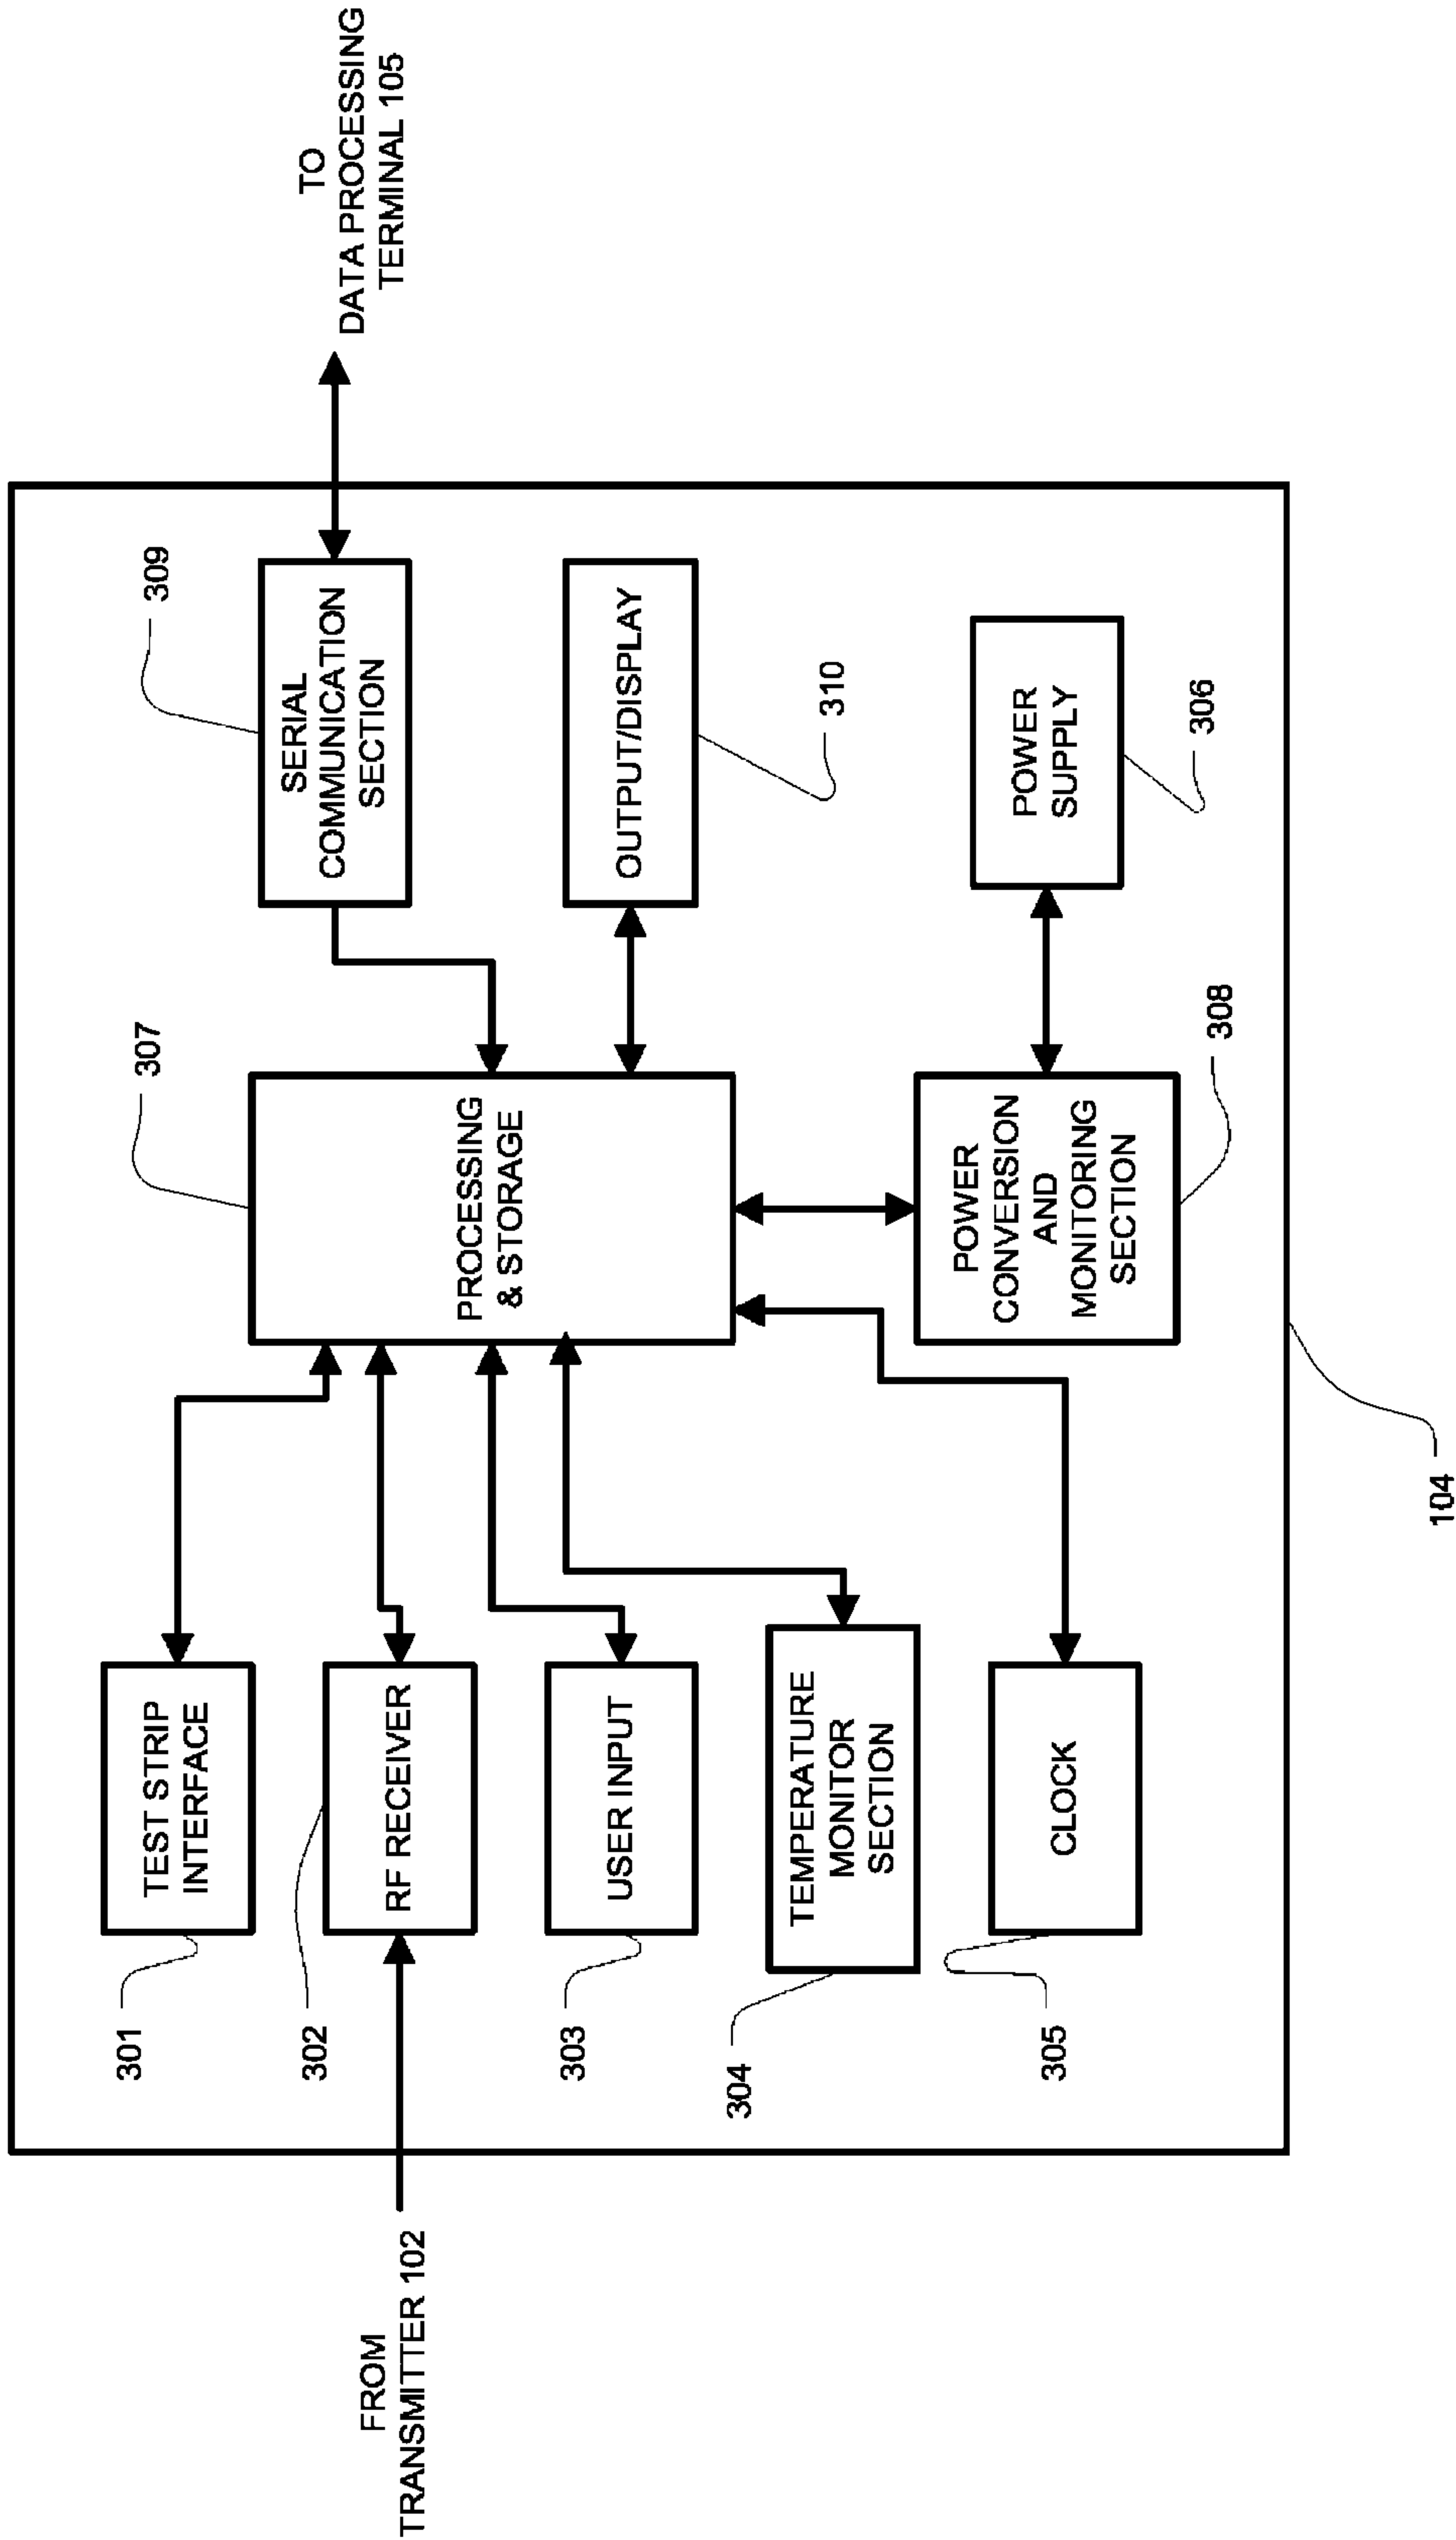 301
TEST STRIP
INTERFACE
FROM
TRANSMITTER 102
302
RF RECEIVER
303
USER INPUT
304
TEMPERATURE
MONITOR
SECTION
305
CLOCK
307
PROCESSING
& STORAGE
308
POWER
CONVERSION
AND
MONITORING
SECTION
309
SERIAL
COMMUNICATION
SECTION
TO
DATA PROCESSING
TERMINAL 105
OUTPUT/DISPLAY
310
POWER
SUPPLY
306
104